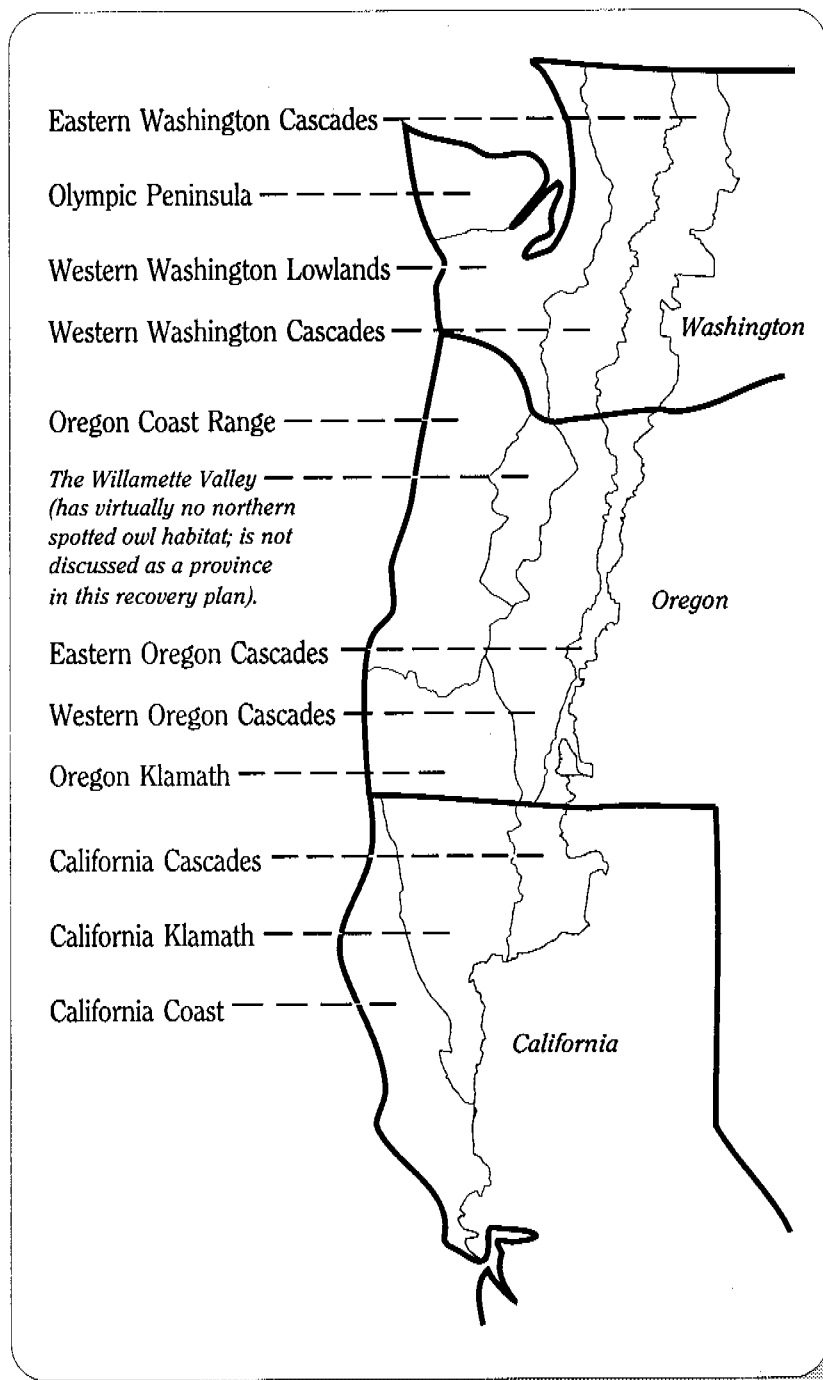 Eastern Washington Cascades
Olympic Peninsula
Western Washington Lowlands
Western Washington Cascades
Washington
Oregon Coast Range
The Willamette Valley
(has virtually no northern
spotted owl habitat; is not
discussed as a province
in this recovery plan).
Oregon
Eastern Oregon Cascades
Western Oregon Cascades
Oregon Klamath
California Cascades
California Klamath
California Coast
California